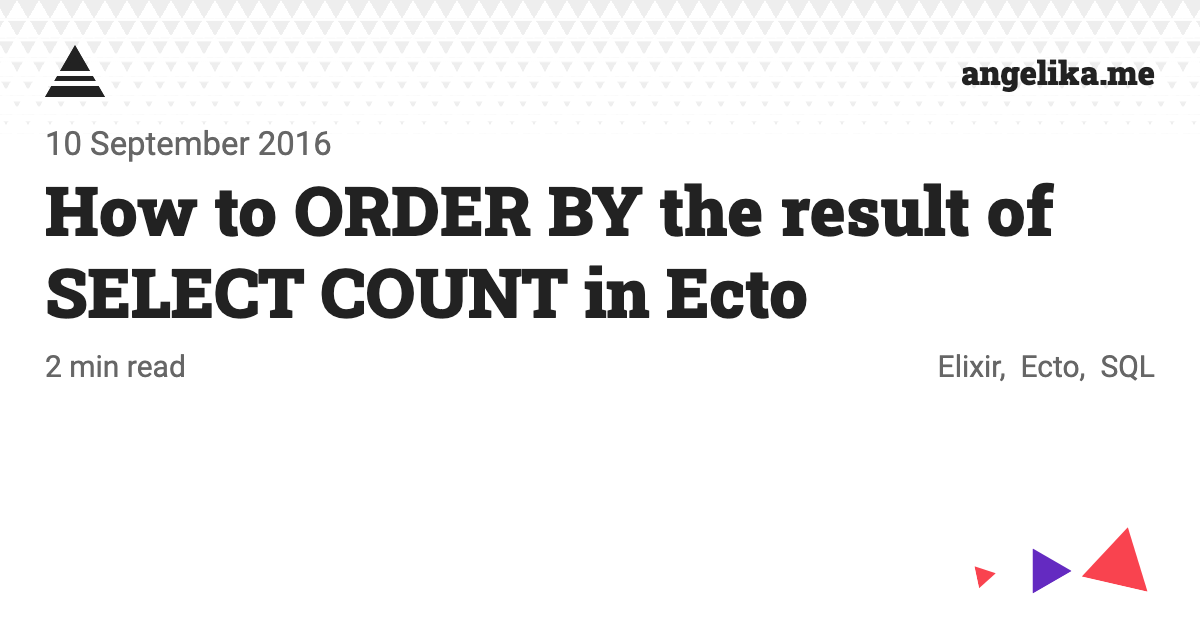 angelika.me
10 September 2016
How to ORDER BY the result of
SELECT COUNT in Ecto
2 min read
Elixir, Ecto, SQL